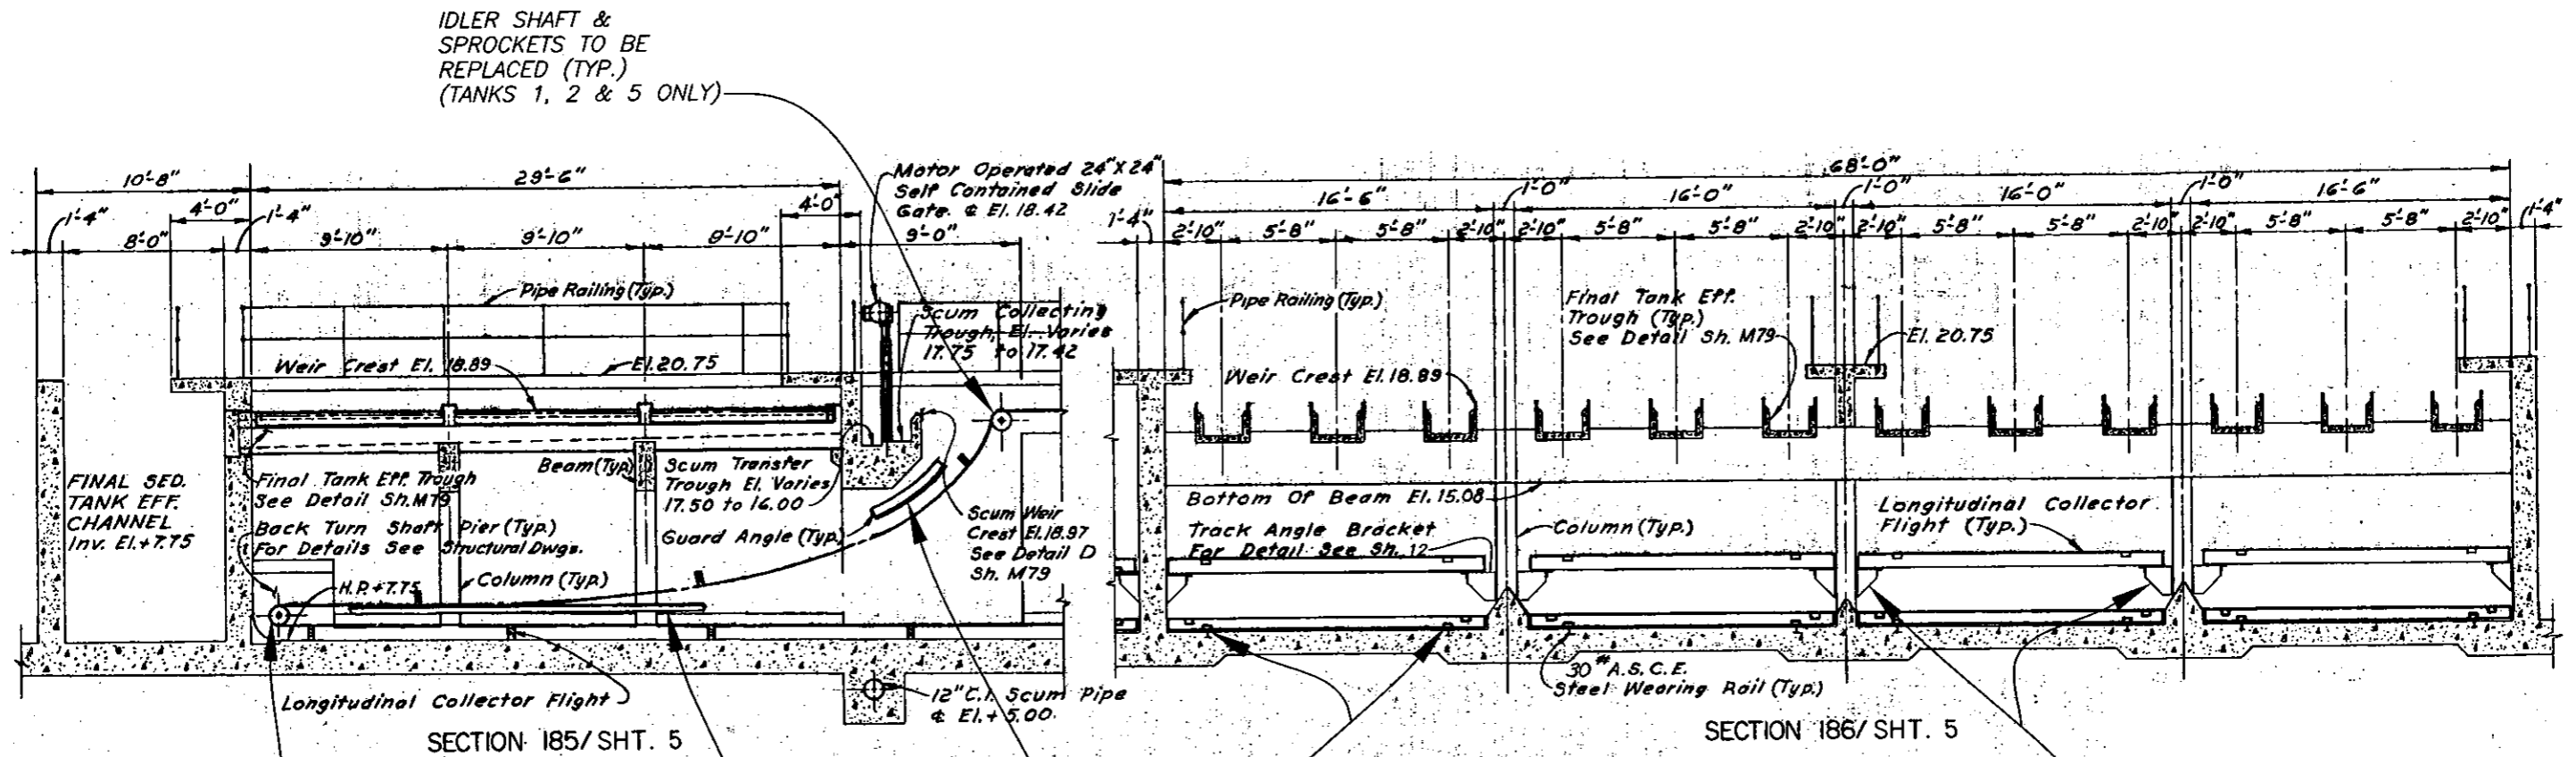 IDLER SHAFT &
SPROCKETS TO BE
REPLACED (TYP.)
(TANKS 1, 2 & 5 ONLY)
10'-8"
29'-6"
Motor Operated 24"X24"
Self Contained Slide
Gate. ℄ El. 18.42
68'-0"
1'-4"
4'-0"
1'-4"
4'-0"
16'-6"
1'-0"
16'-0"
1'-0"
16'-0"
1'-0"
16'-6"
8'-0"
9'-10"
9'-10"
9'-10"
9'-0"
1'-4"
2'-10"
5'-8"
5'-8"
2'-10"
2'-10"
5'-8"
5'-8"
2'-10"
2'-10"
5'-8"
5'-8"
2'-10"
2'-10"
5'-8"
5'-8"
2'-10"
1'-4"
Pipe Railing (Typ.)
Scum Collecting
Trough, El. Varies
17.75 to 17.42
Weir Crest El. 18.89
El. 20.75
Pipe Railing (Typ.)
Final Tank Eff.
Trough (Typ.)
See Detail Sh. M79
El. 20.75
Weir Crest El. 18.89
FINAL SED.
TANK EFF.
CHANNEL
Inv. El.+7.75
Final Tank Eff. Trough
See Detail Sh. M79
Back Turn Shaft Pier (Typ.)
For Details See Structural Dwgs.
Beam (Typ)
Scum Transfer
Trough El. Varies
17.50 to 16.00
Guard Angle (Typ.)
Scum Weir
Crest El. 18.97
See Detail D
Sh. M79
H.P. +7.75
Column (Typ.)
Bottom Of Beam El. 15.08
Track Angle Bracket
For Detail See Sh. 12
Column (Typ.)
Longitudinal Collector
Flight (Typ.)
Longitudinal Collector Flight
12" C.I. Scum Pipe
℄ El. + 5.00
30 # A.S.C.E.
Steel Wearing Rail (Typ.)
SECTION 185/ SHT. 5
SECTION 186/ SHT. 5